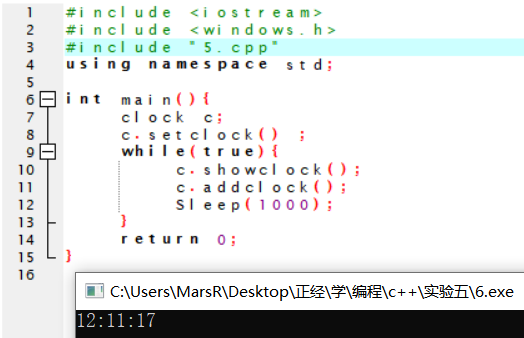 1 #include <iostream>
2 #include <windows.h>
3 #include "5.cpp"
4 using namespace std;
5
6 int main(){
7 clock c;
8 c.setclock() ;
9 while(true){
10 c.showclock();
11 c.addclock();
12 Sleep(1000);
13 }
14 return 0;
15 }
16
C:\Users\MarsR\Desktop\正经\学\编程\c++\实验五\6.exe
12:11:17